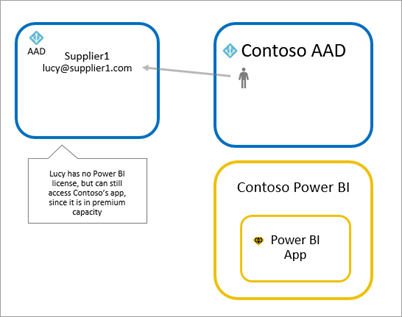 AAD
Supplier1
lucy@supplier1.com
Contoso AAD
Lucy has no Power BI
license, but can still
access Contoso's app,
since it is in premium
capacity
Contoso Power BI
Power BI
App